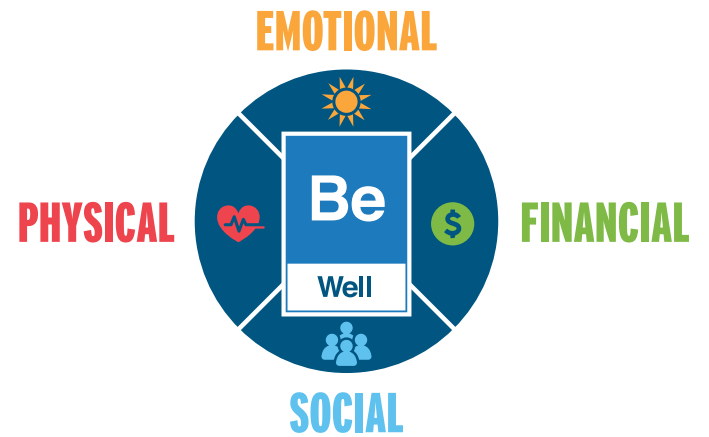 EMOTIONAL
Be
PHYSICAL
$
FINANCIAL
Well
SOCIAL